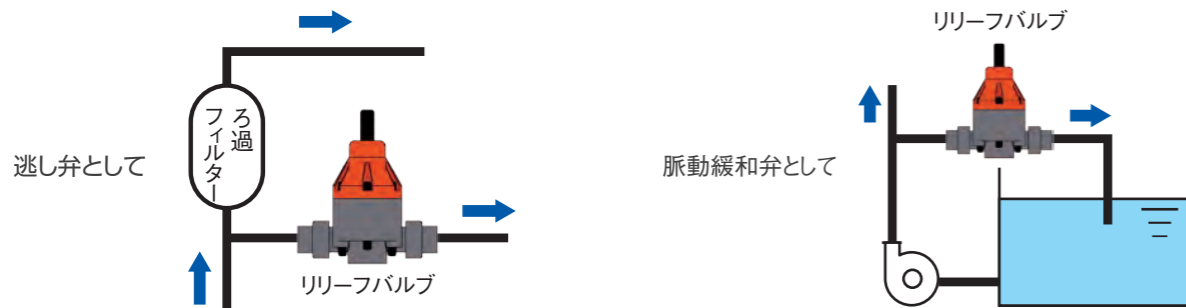 逃し弁として
ろ過
フィルター
リリーフバルブ
リリーフバルブ
脈動緩和弁として